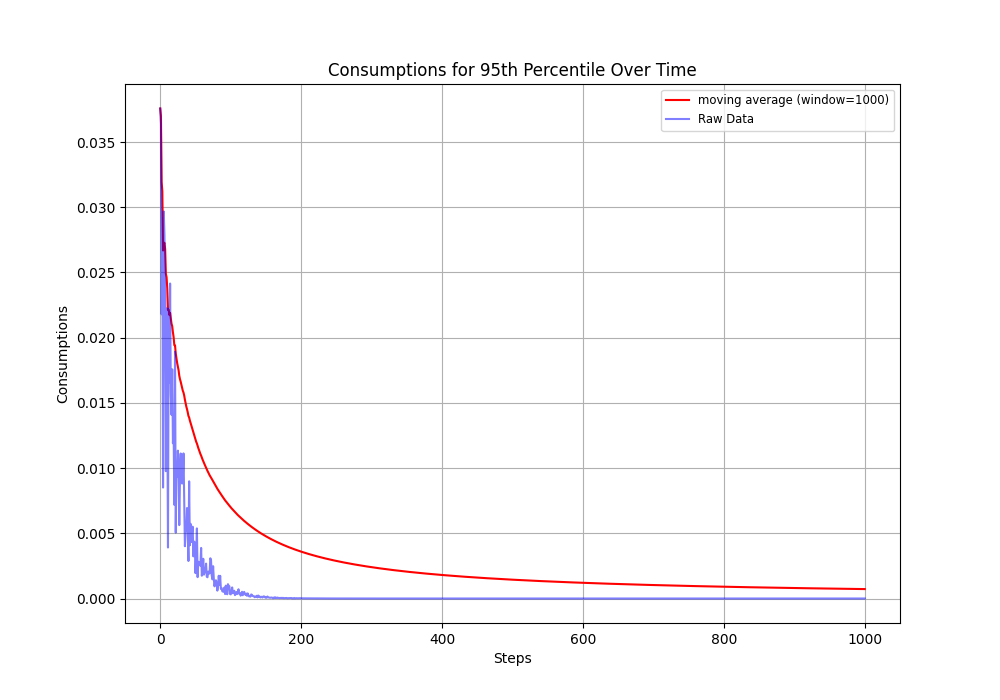 Consumptions for 95th Percentile Over Time
moving average (window=1000)
Raw Data
Consumptions
0.035
0.030
0.025
0.020
0.015
0.010
0.005
0.000
0
200
400
600
800
1000
Steps